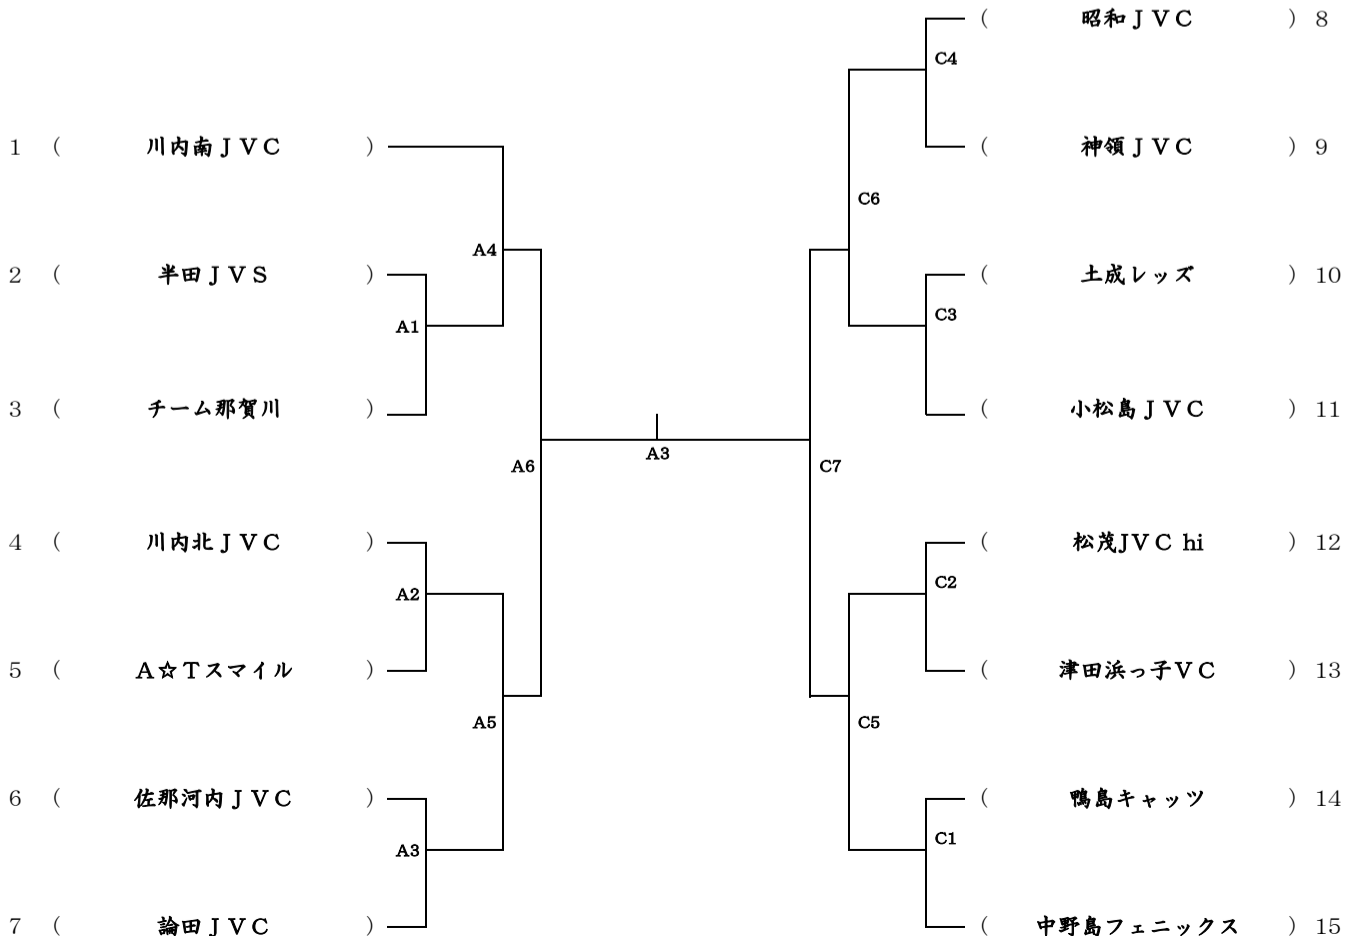 ( 昭和ＪＶＣ ) 8
C4
1 ( 川内南ＪＶＣ )
( 神領ＪＶＣ ) 9
C6
A4
2 ( 半田ＪＶＳ )
( 土成レッズ ) 10
A1
C3
3 ( チーム那賀川 )
( 小松島ＪＶＣ ) 11
A3
A6
C7
4 ( 川内北ＪＶＣ )
( 松茂JVＣ hi ) 12
A2
C2
5 ( Ａ☆Ｔスマイル )
( 津田浜っ子ＶＣ ) 13
A5
C5
6 ( 佐那河内ＪＶＣ )
( 鴨島キャッツ ) 14
A3
C1
7 ( 論田ＪＶＣ )
( 中野島フェニックス ) 15